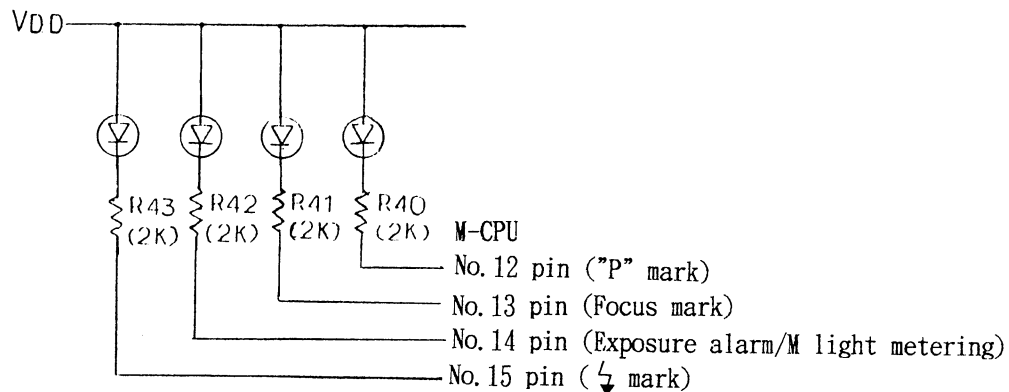 VDD
R43 R42 R41 R40
(2K) (2K) (2K) (2K) M-CPU
No. 12 pin ("P" mark)
No. 13 pin (Focus mark)
No. 14 pin (Exposure alarm/M light metering)
No. 15 pin (⚡ mark)